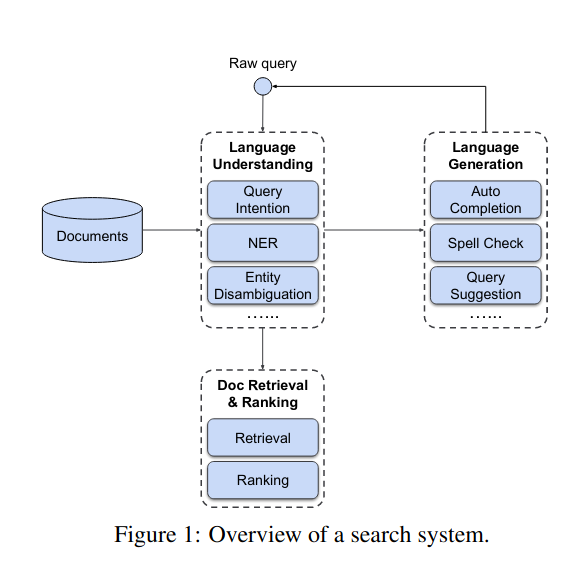 Raw query
Language
Understanding
Query
Intention
NER
Entity
Disambiguation
......
Documents
Language
Generation
Auto
Completion
Spell Check
Query
Suggestion
......
Doc Retrieval
& Ranking
Retrieval
Ranking
Figure 1: Overview of a search system.